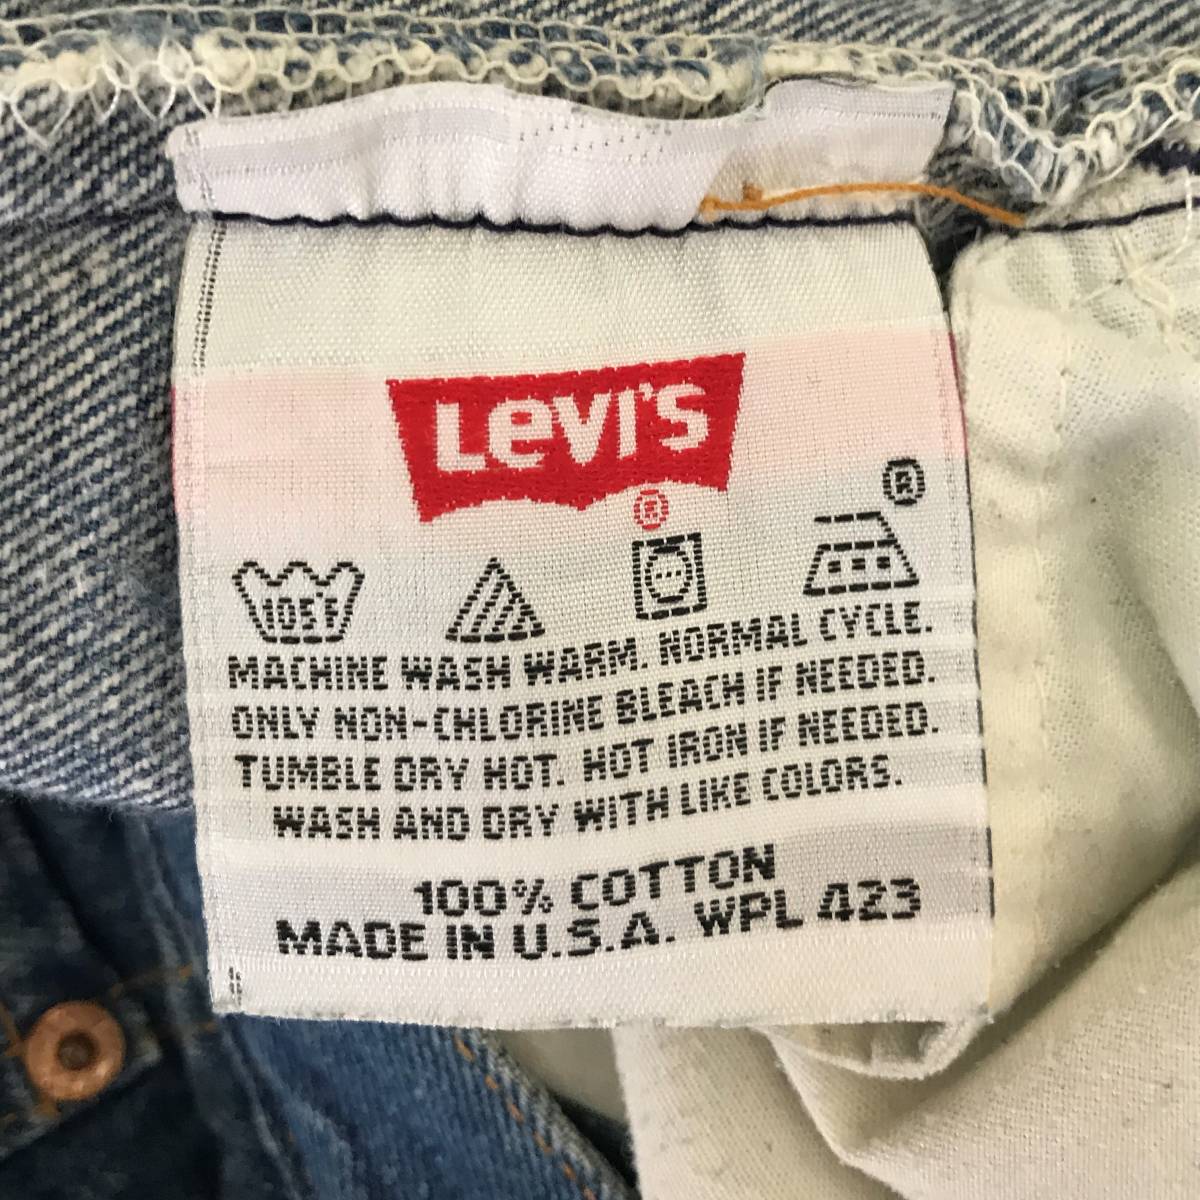 LeVI'S
®
®
105°F
MACHINE WASH WARM. NORMAL CYCLE.
ONLY NON-CHLORINE BLEACH IF NEEDED.
TUMBLE DRY HOT. HOT IRON IF NEEDED.
WASH AND DRY WITH LIKE COLORS.
100% COTTON
MADE IN U.S.A. WPL 423